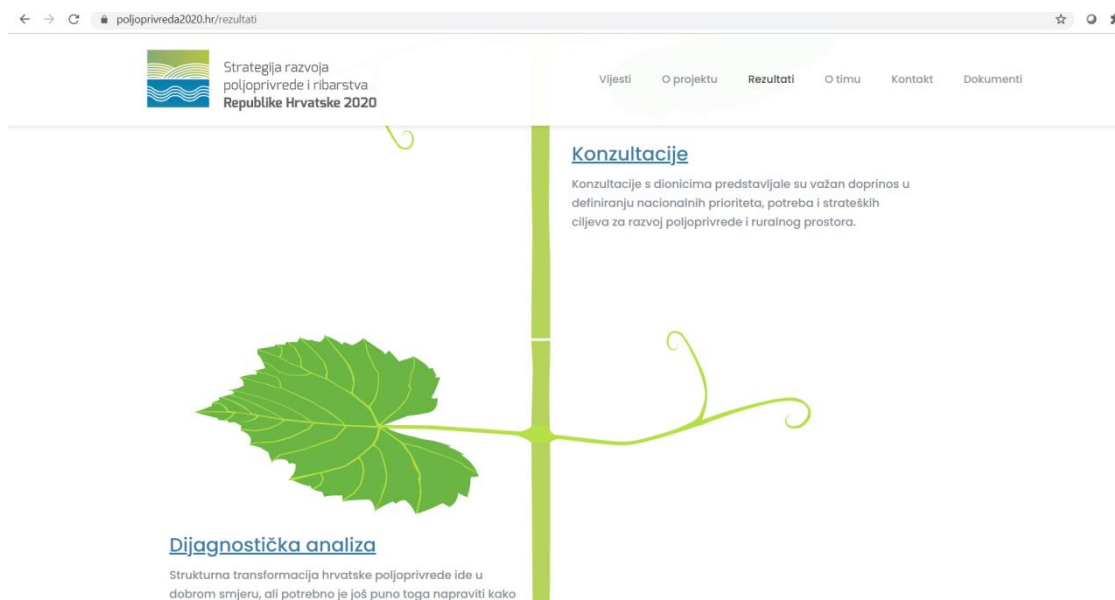 poljoprivreda2020.hr/rezultati
Strategija razvoja
poljoprivrede i ribarstva
Republike Hrvatske 2020
Vijesti O projektu Rezultati O timu Kontakt Dokumenti
Konzultacije
Konzultacije s dionicima predstavljale su važan doprinos u
definiranju nacionalnih prioriteta, potreba i strateških
ciljeva za razvoj poljoprivrede i ruralnog prostora.
Dijagnostička analiza
Strukturna transformacija hrvatske poljoprivrede ide u
dobrom smjeru, ali potrebno je još puno toga napraviti kako